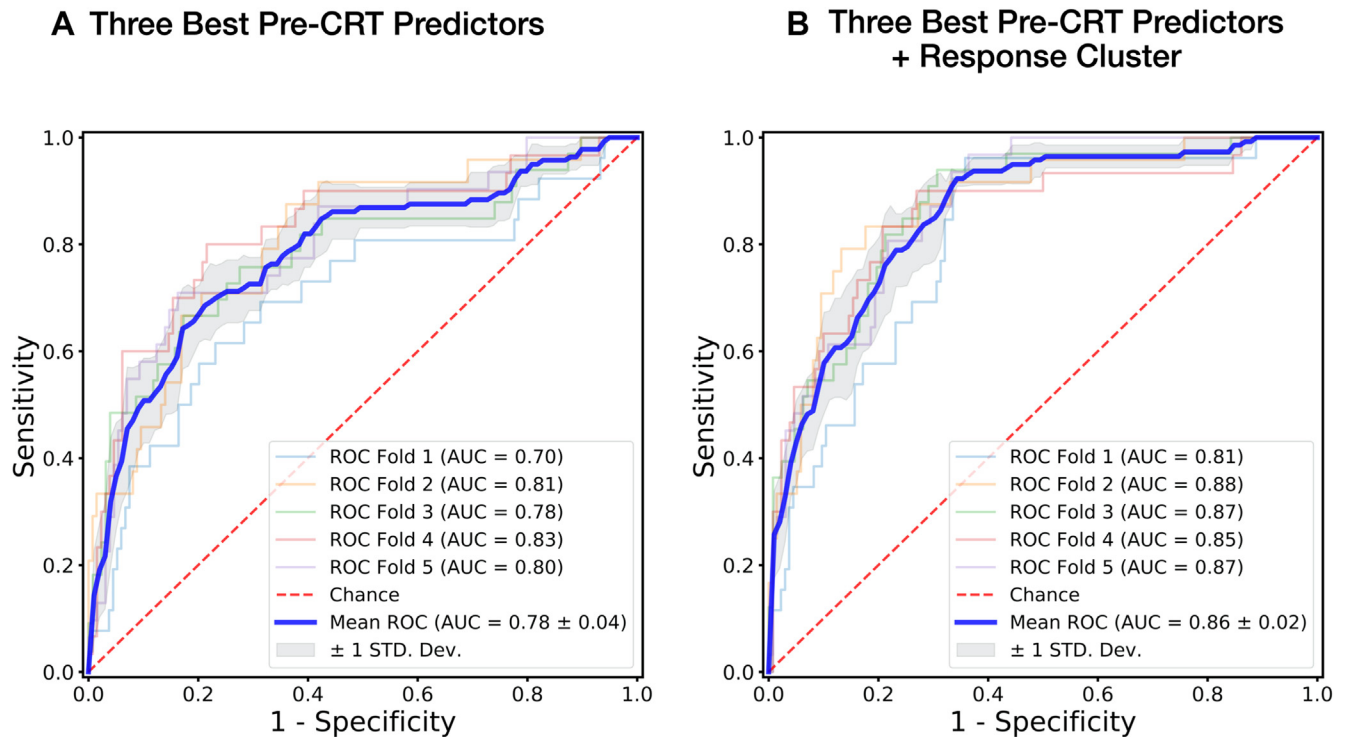 A Three Best Pre-CRT Predictors
1.0
0.8
0.6
0.4
0.2
0.0
Sensitivity
ROC Fold 1 (AUC = 0.70)
ROC Fold 2 (AUC = 0.81)
ROC Fold 3 (AUC = 0.78)
ROC Fold 4 (AUC = 0.83)
ROC Fold 5 (AUC = 0.80)
Chance
Mean ROC (AUC = 0.78 ± 0.04)
± 1 STD. Dev.
0.0 0.2 0.4 0.6 0.8 1.0
1 - Specificity
B Three Best Pre-CRT Predictors
+ Response Cluster
1.0
0.8
0.6
0.4
0.2
0.0
Sensitivity
ROC Fold 1 (AUC = 0.81)
ROC Fold 2 (AUC = 0.88)
ROC Fold 3 (AUC = 0.87)
ROC Fold 4 (AUC = 0.85)
ROC Fold 5 (AUC = 0.87)
Chance
Mean ROC (AUC = 0.86 ± 0.02)
± 1 STD. Dev.
0.0 0.2 0.4 0.6 0.8 1.0
1 - Specificity